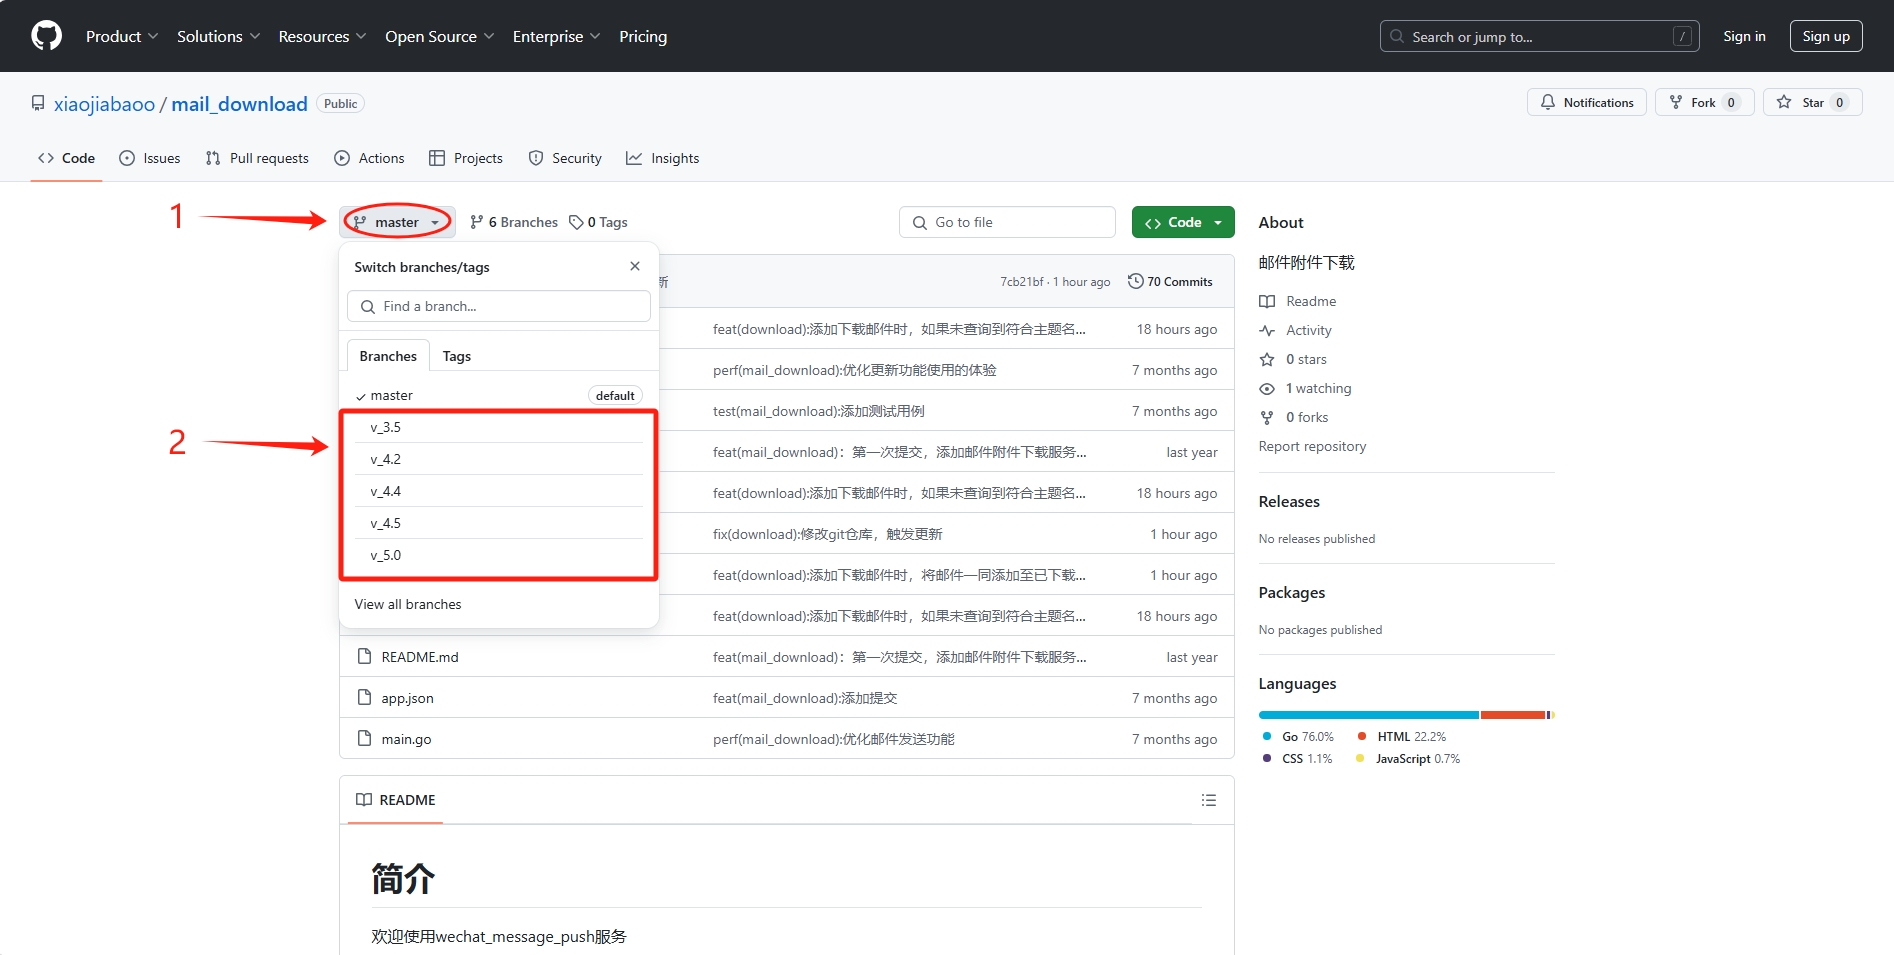 Product Solutions Resources Open Source Enterprise Pricing Search or jump to... / Sign in Sign up
xiaojiabaoo / mail_download Public Notifications Fork 0 Star 0
Code Issues Pull requests Actions Projects Security Insights
1 master 6 Branches 0 Tags Go to file Code
About
邮件附件下载
Readme
Activity
0 stars
1 watching
0 forks
Report repository
Releases
No releases published
Packages
No packages published
Languages
Go 76.0% HTML 22.2%
CSS 1.1% JavaScript 0.7%
Switch branches/tags
Find a branch...
Branches Tags
master default
2
v_3.5
v_4.2
v_4.4
v_4.5
v_5.0
View all branches
新 7cb21bf · 1 hour ago 70 Commits
feat(download):添加下载邮件时，如果未查询到符合主题名... 18 hours ago
perf(mail_download):优化更新功能使用的体验 7 months ago
test(mail_download):添加测试用例 7 months ago
feat(mail_download)：第一次提交，添加邮件附件下载服务... last year
feat(download):添加下载邮件时，如果未查询到符合主题名... 18 hours ago
fix(download):修改git仓库，触发更新 1 hour ago
feat(download):添加下载邮件时，将邮件一同添加至已下载... 1 hour ago
feat(download):添加下载邮件时，如果未查询到符合主题名... 18 hours ago
README.md feat(mail_download)：第一次提交，添加邮件附件下载服务... last year
app.json feat(mail_download):添加提交 7 months ago
main.go perf(mail_download):优化邮件发送功能 7 months ago
README
简介
欢迎使用wechat_message_push服务